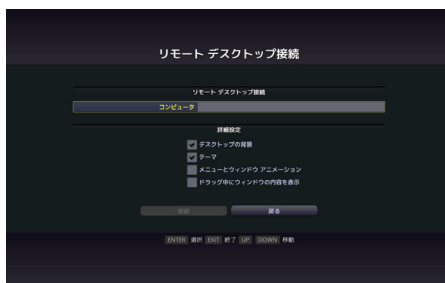 リモート デスクトップ接続
リモート デスクトップ接続
コンピュータ
詳細設定
デスクトップの背景
テーマ
メニューとウィンドウ アニメーション
ドラッグ中にウィンドウの内容を表示
接続 戻る
ENTER 選択 EXIT 終了 UP DOWN 移動